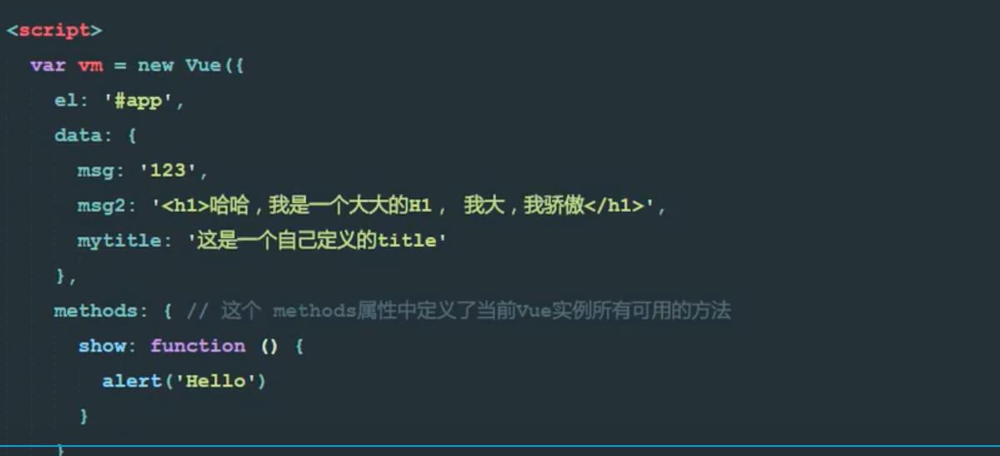 <script>
var vm = new Vue({
el: '#app',
data: {
msg: '123',
msg2: '<h1>哈哈，我是一个大大的H1， 我大，我骄傲</h1>',
mytitle: '这是一个自己定义的title'
},
methods: { // 这个 methods属性中定义了当前Vue实例所有可用的方法
show: function () {
alert('Hello')
}
}